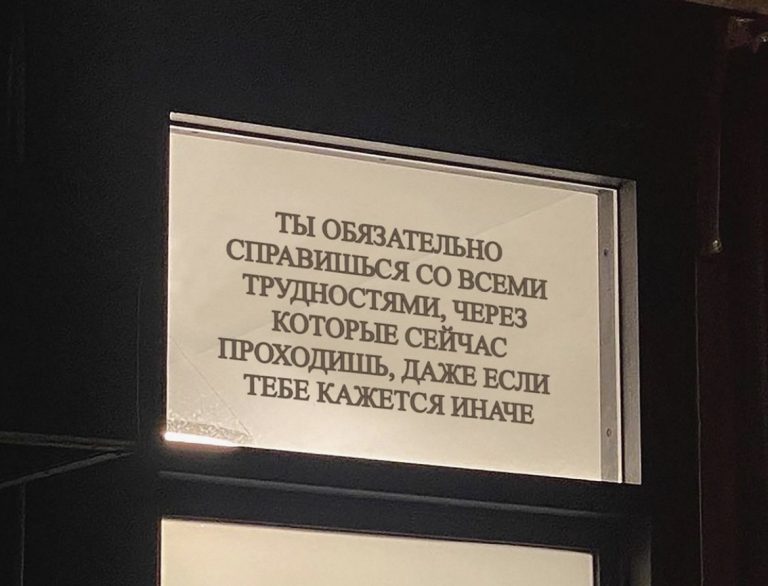 ТЫ ОБЯЗАТЕЛЬНО
СПРАВИШЬСЯ СО ВСЕМИ
ТРУДНОСТЯМИ, ЧЕРЕЗ
КОТОРЫЕ СЕЙЧАС
ПРОХОДИШЬ, ДАЖЕ ЕСЛИ
ТЕБЕ КАЖЕТСЯ ИНАЧЕ